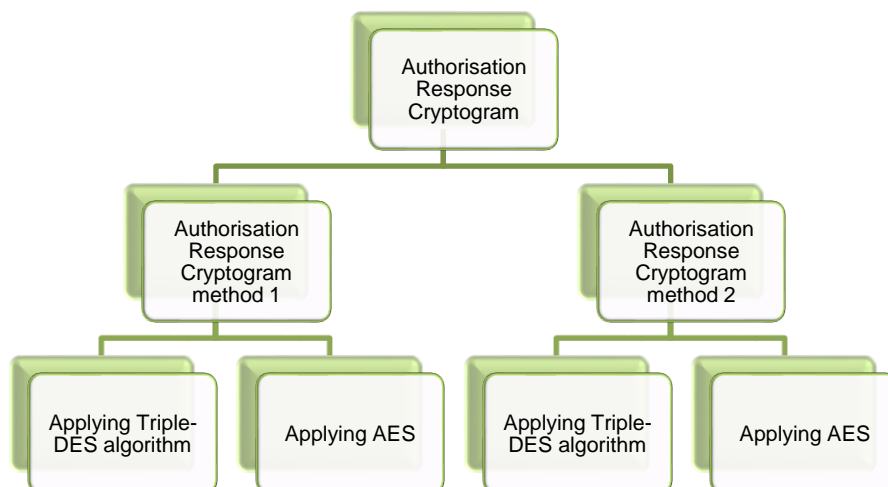 Authorisation
Response
Cryptogram
Authorisation
Response
Cryptogram
method 1
Authorisation
Response
Cryptogram
method 2
Applying Triple-
DES algorithm
Applying AES
Applying Triple-
DES algorithm
Applying AES